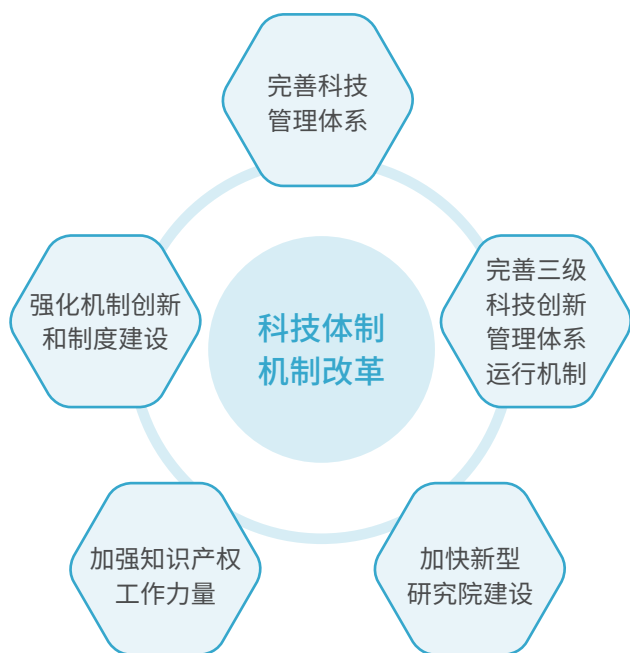 完善科技
管理体系
完善三级
科技创新
管理体系
运行机制
强化机制创新
和制度建设
科技体制
机制改革
加强知识产权
工作力量
加快新型
研究院建设